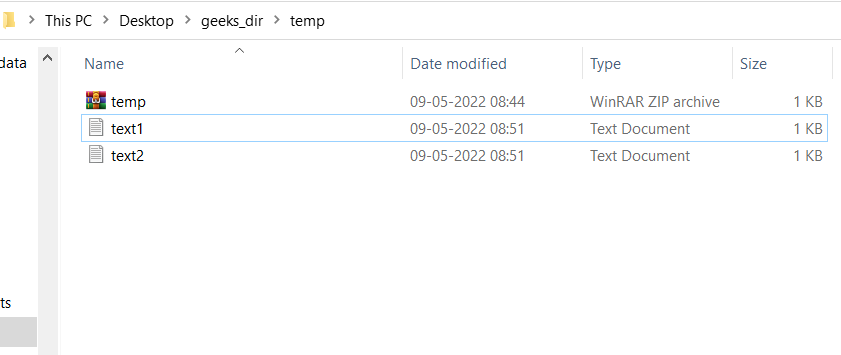 This PC > Desktop > geeks_dir > temp
data
Name Date modified Type Size
temp 09-05-2022 08:44 WinRAR ZIP archive 1 KB
text1 09-05-2022 08:51 Text Document 1 KB
text2 09-05-2022 08:51 Text Document 1 KB
ts